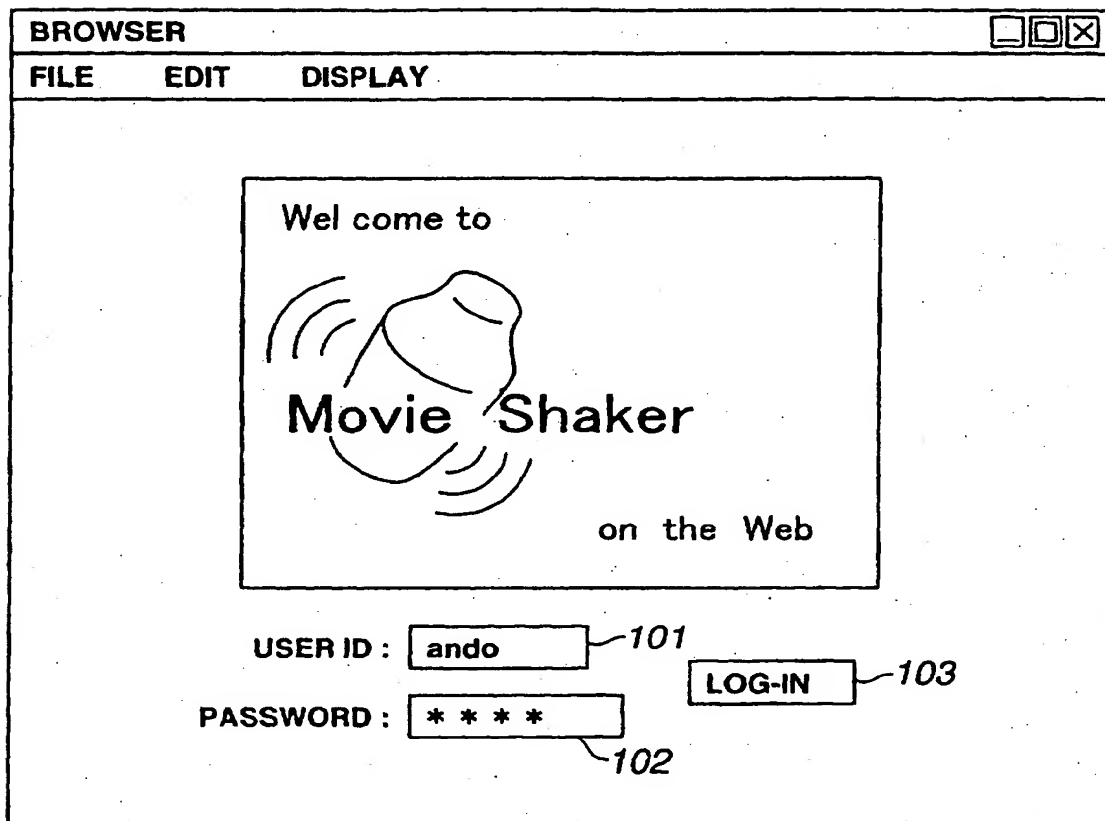 BROWSER
FILE EDIT DISPLAY
Wel come to
Movie Shaker
on the Web
USER ID : ando 101
LOG-IN 103
PASSWORD : * * * * 102